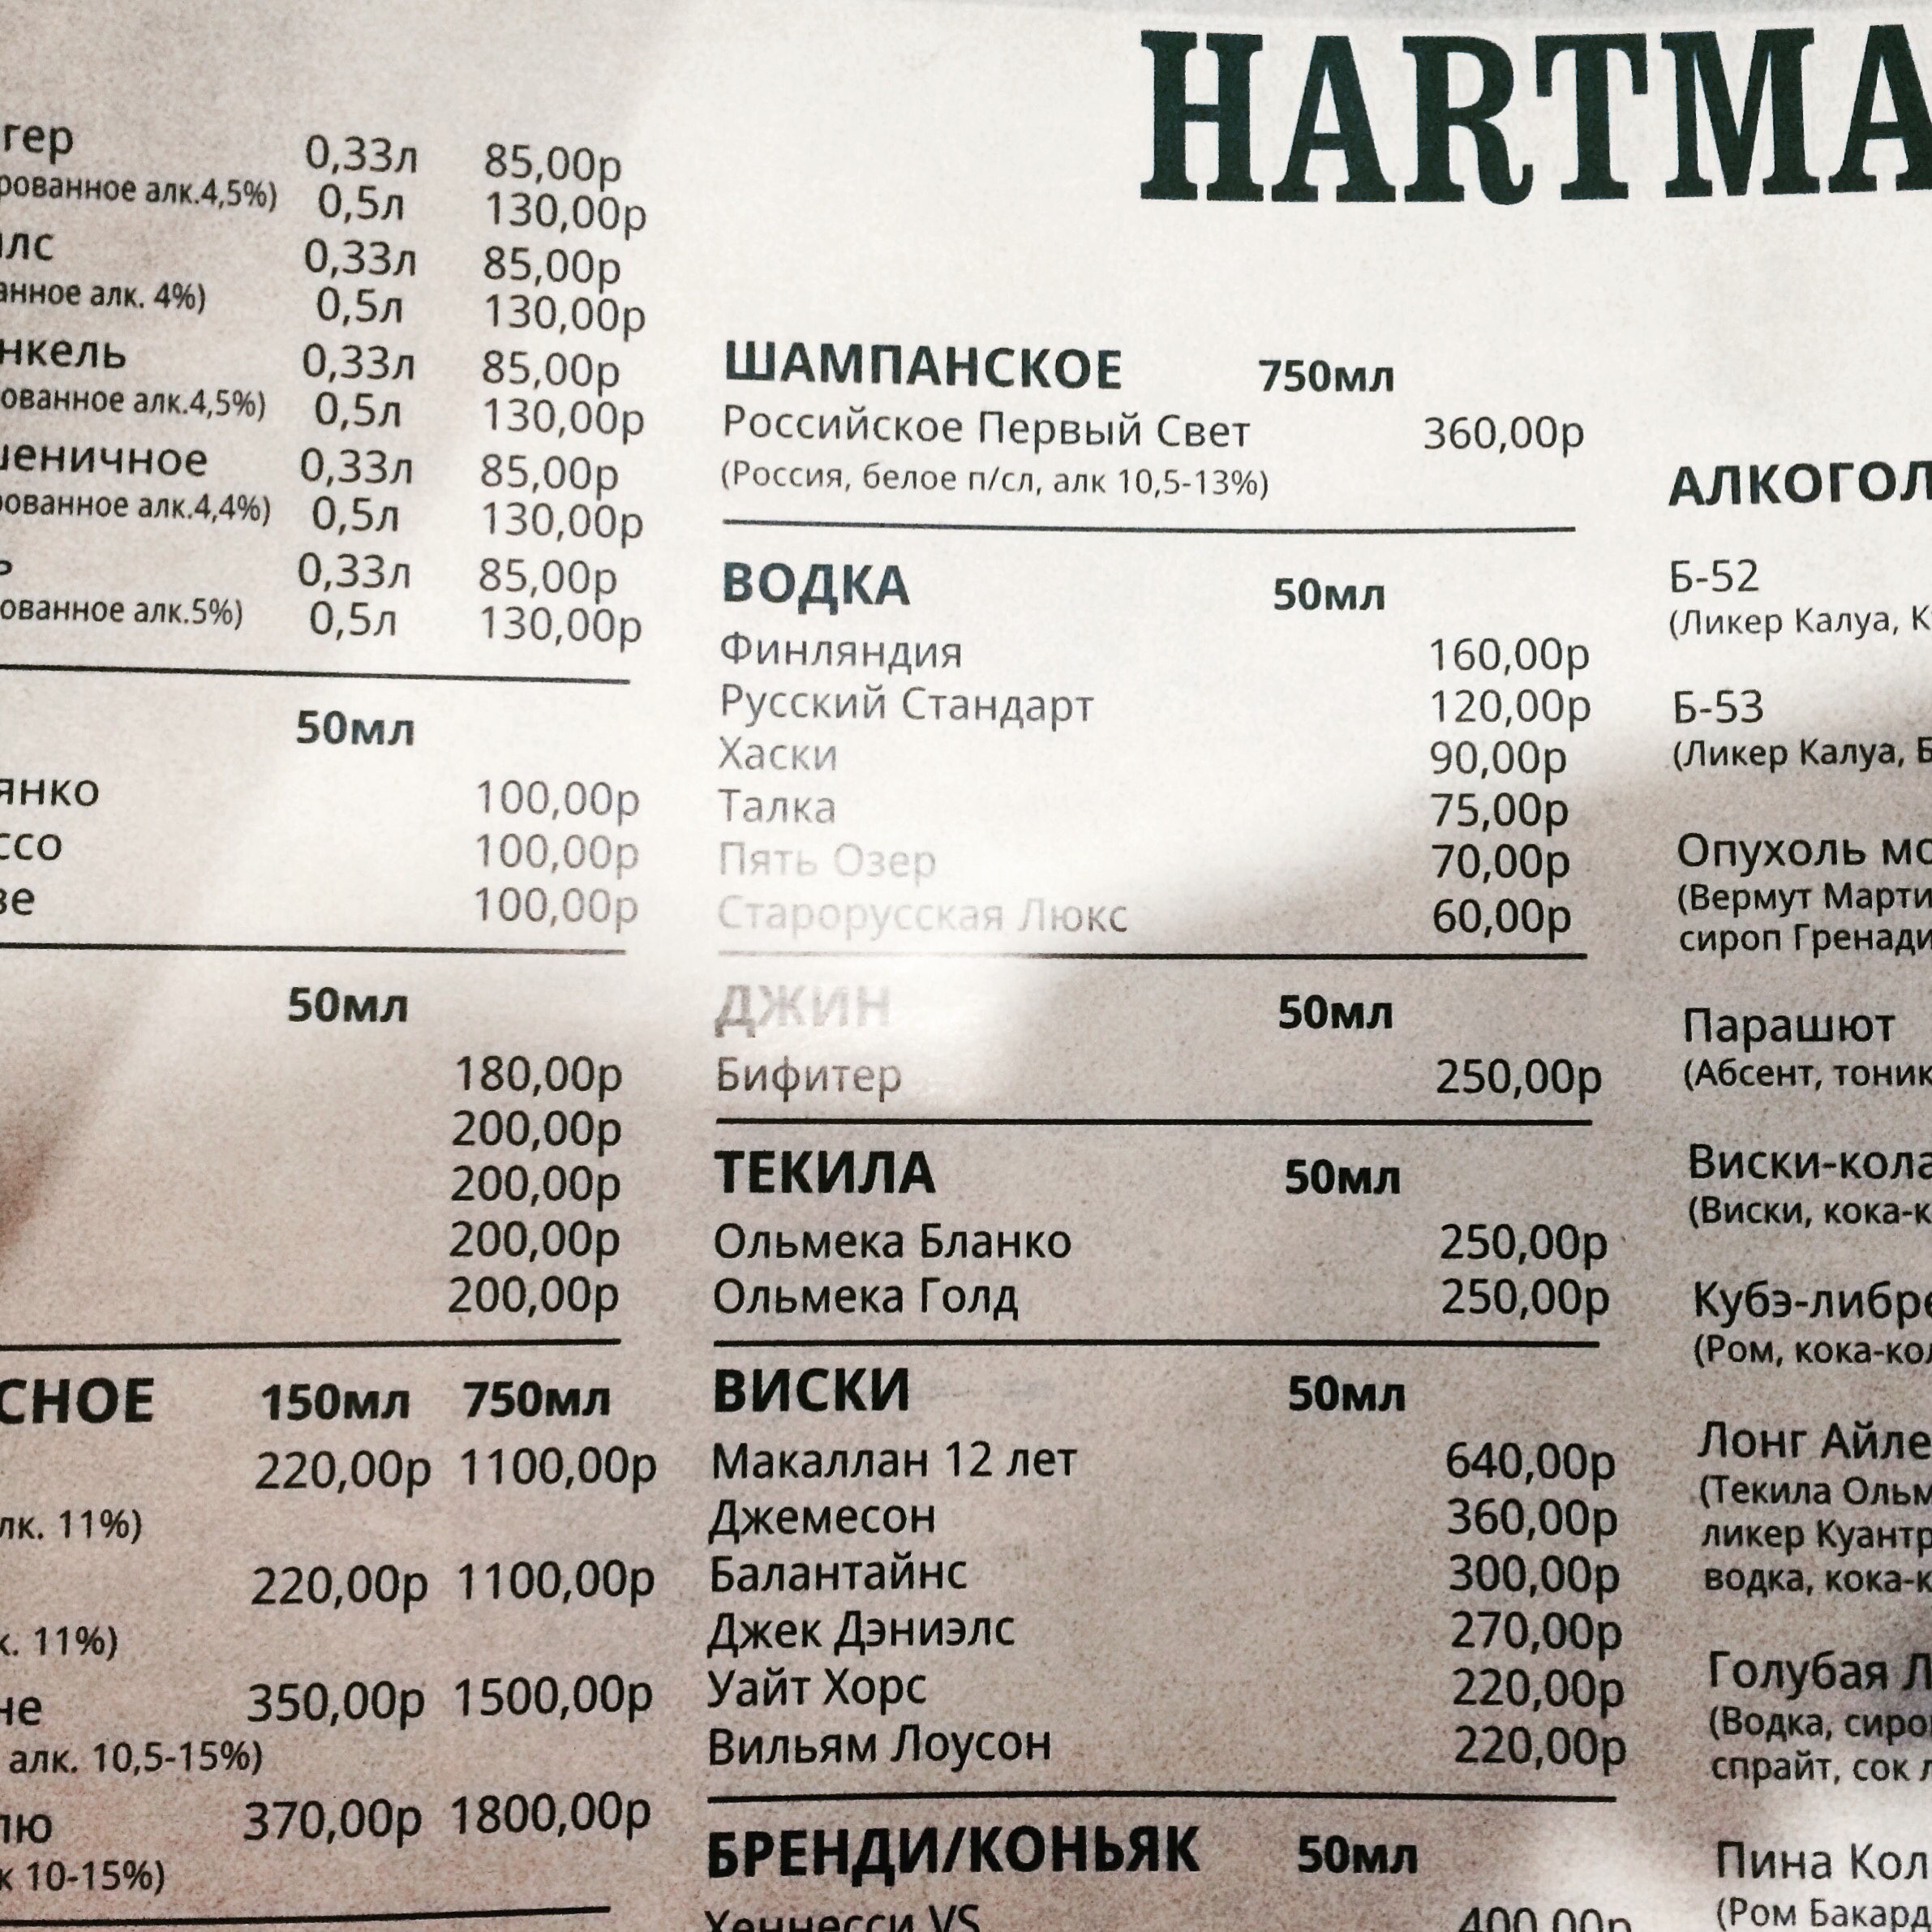 HARTMA
гер 0,33л 85,00р
рованное алк.4,5%) 0,5л 130,00р
лс 0,33л 85,00р
анное алк. 4%) 0,5л 130,00р
нкель 0,33л 85,00р
ованное алк.4,5%) 0,5л 130,00р
еничное 0,33л 85,00р
ованное алк.4,4%) 0,5л 130,00р
0,33л 85,00р
ованное алк.5%) 0,5л 130,00р
50мл
янко 100,00р
ссо 100,00р
зе 100,00р
50мл
180,00р
200,00р
200,00р
200,00р
200,00р
СНОЕ 150мл 750мл
220,00р 1100,00р
лк. 11%)
220,00р 1100,00р
к. 11%)
не 350,00р 1500,00р
алк. 10,5-15%)
лю 370,00р 1800,00р
к 10-15%)
ШАМПАНСКОЕ 750мл
Российское Первый Свет 360,00р
(Россия, белое п/сл, алк 10,5-13%)
ВОДКА 50мл
Финляндия 160,00р
Русский Стандарт 120,00р
Хаски 90,00р
Талка 75,00р
Пять Озер 70,00р
Старорусская Люкс 60,00р
ДЖИН 50мл
Бифитер 250,00р
ТЕКИЛА 50мл
Ольмека Бланко 250,00р
Ольмека Голд 250,00р
ВИСКИ 50мл
Макаллан 12 лет 640,00р
Джемесон 360,00р
Балантайнс 300,00р
Джек Дэниэлс 270,00р
Уайт Хорс 220,00р
Вильям Лоусон 220,00р
БРЕНДИ/КОНЬЯК 50мл
Хеннесси VS 400,00р
АЛКОГОЛ
Б-52
(Ликер Калуа, К
Б-53
(Ликер Калуа, Б
Опухоль мо
(Вермут Марти
сироп Гренади
Парашют
(Абсент, тоник
Виски-кола
(Виски, кока-к
Кубэ-либре
(Ром, кока-кол
Лонг Айле
(Текила Ольм
ликер Куантр
водка, кока-к
Голубая Л
(Водка, сироп
спрайт, сок л
Пина Кол
(Ром Бакард